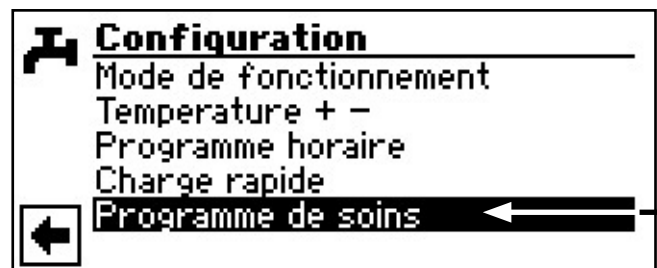 Configuration
Mode de fonctionnement
Temperature + -
Programme horaire
Charge rapide
Programme de soins